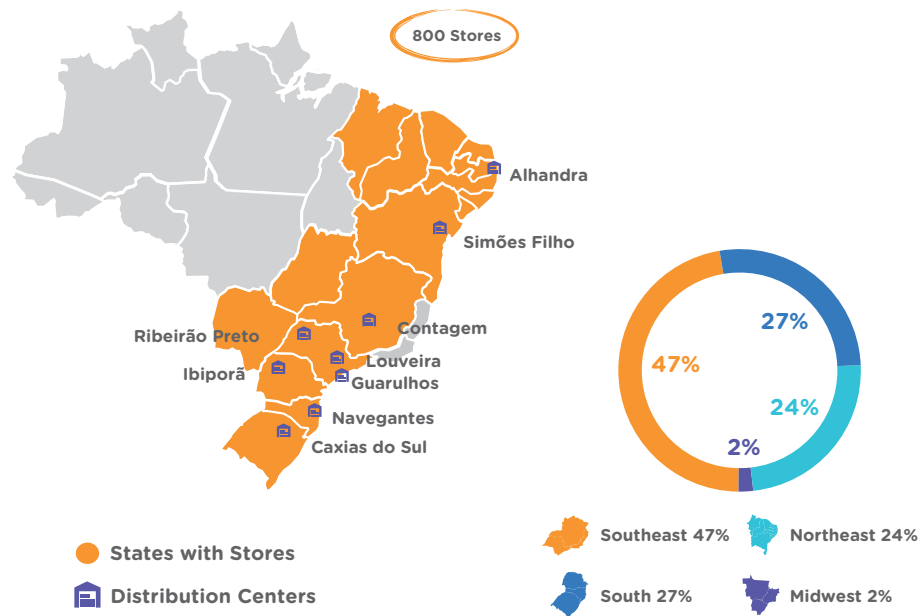 800 Stores
Alhandra
Simões Filho
Contagem
Ribeirão Preto
Louveira
Ibiporã
Guarulhos
Navegantes
Caxias do Sul
States with Stores
Distribution Centers
27%
47%
24%
2%
Southeast 47%
Northeast 24%
South 27%
Midwest 2%